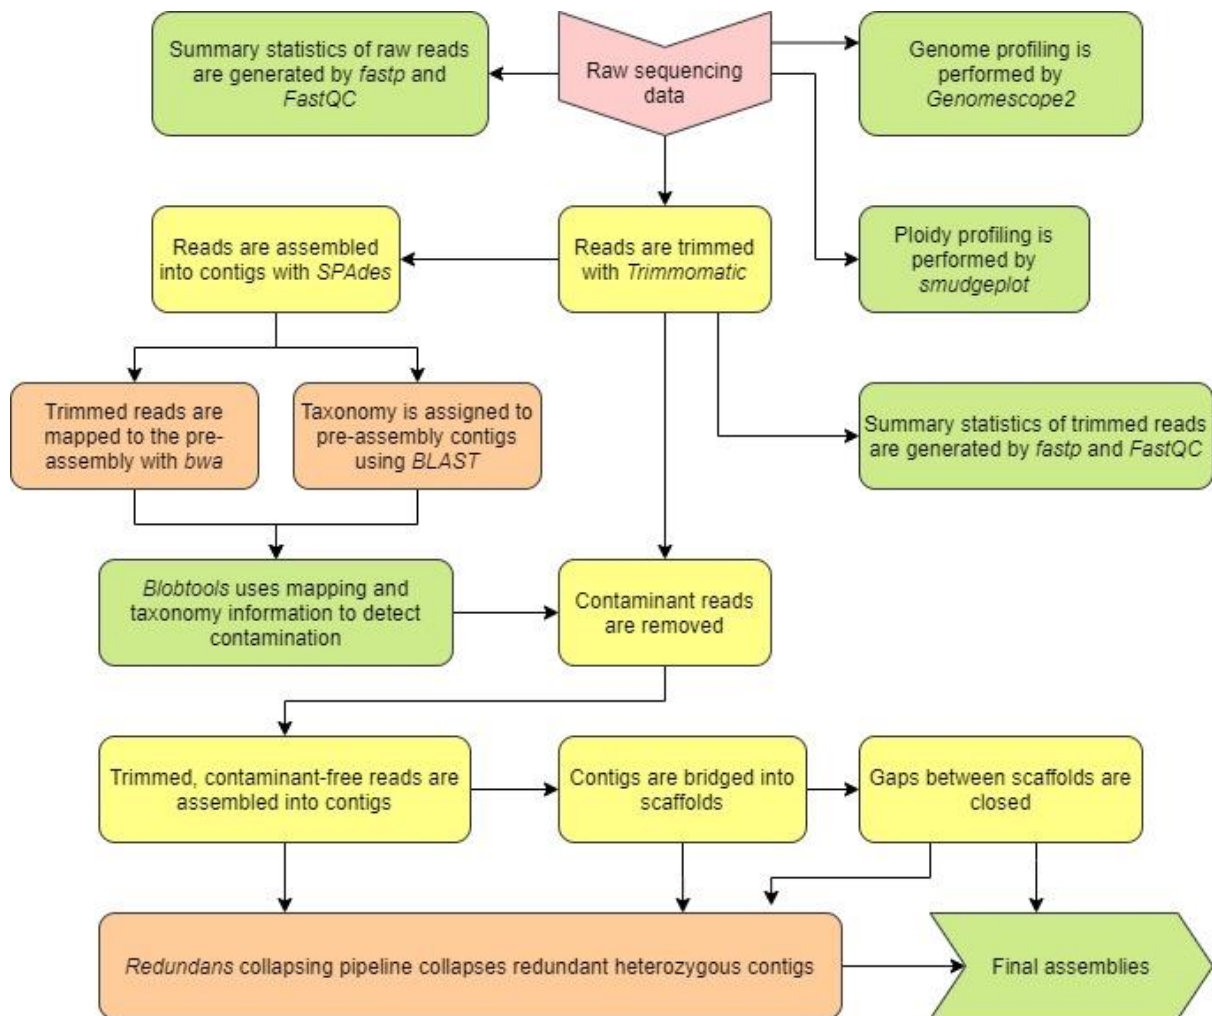 Summary statistics of raw reads
are generated by fastp and
FastQC
Raw sequencing
data
Genome profiling is
performed by
Genomescope2
Reads are assembled
into contigs with SPAdes
Reads are trimmed
with Trimmomatic
Ploidy profiling is
performed by
smudgeplot
Trimmed reads are
mapped to the pre-
assembly with bwa
Taxonomy is assigned to
pre-assembly contigs
using BLAST
Summary statistics of trimmed reads
are generated by fastp and FastQC
Blobtools uses mapping and
taxonomy information to detect
contamination
Contaminant reads
are removed
Trimmed, contaminant-free reads are
assembled into contigs
Contigs are bridged into
scaffolds
Gaps between scaffolds are
closed
Redundans collapsing pipeline collapses redundant heterozygous contigs
Final assemblies